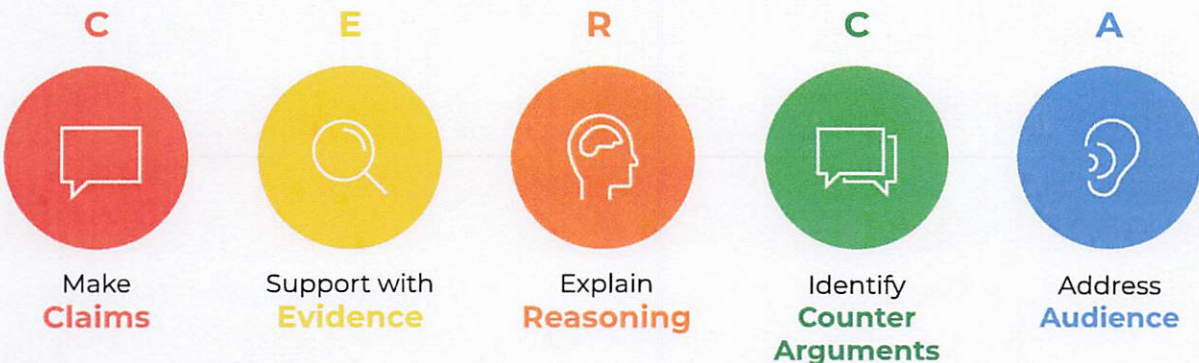 C E R C A
Make
Claims
Support with
Evidence
Explain
Reasoning
Identify
Counter
Arguments
Address
Audience